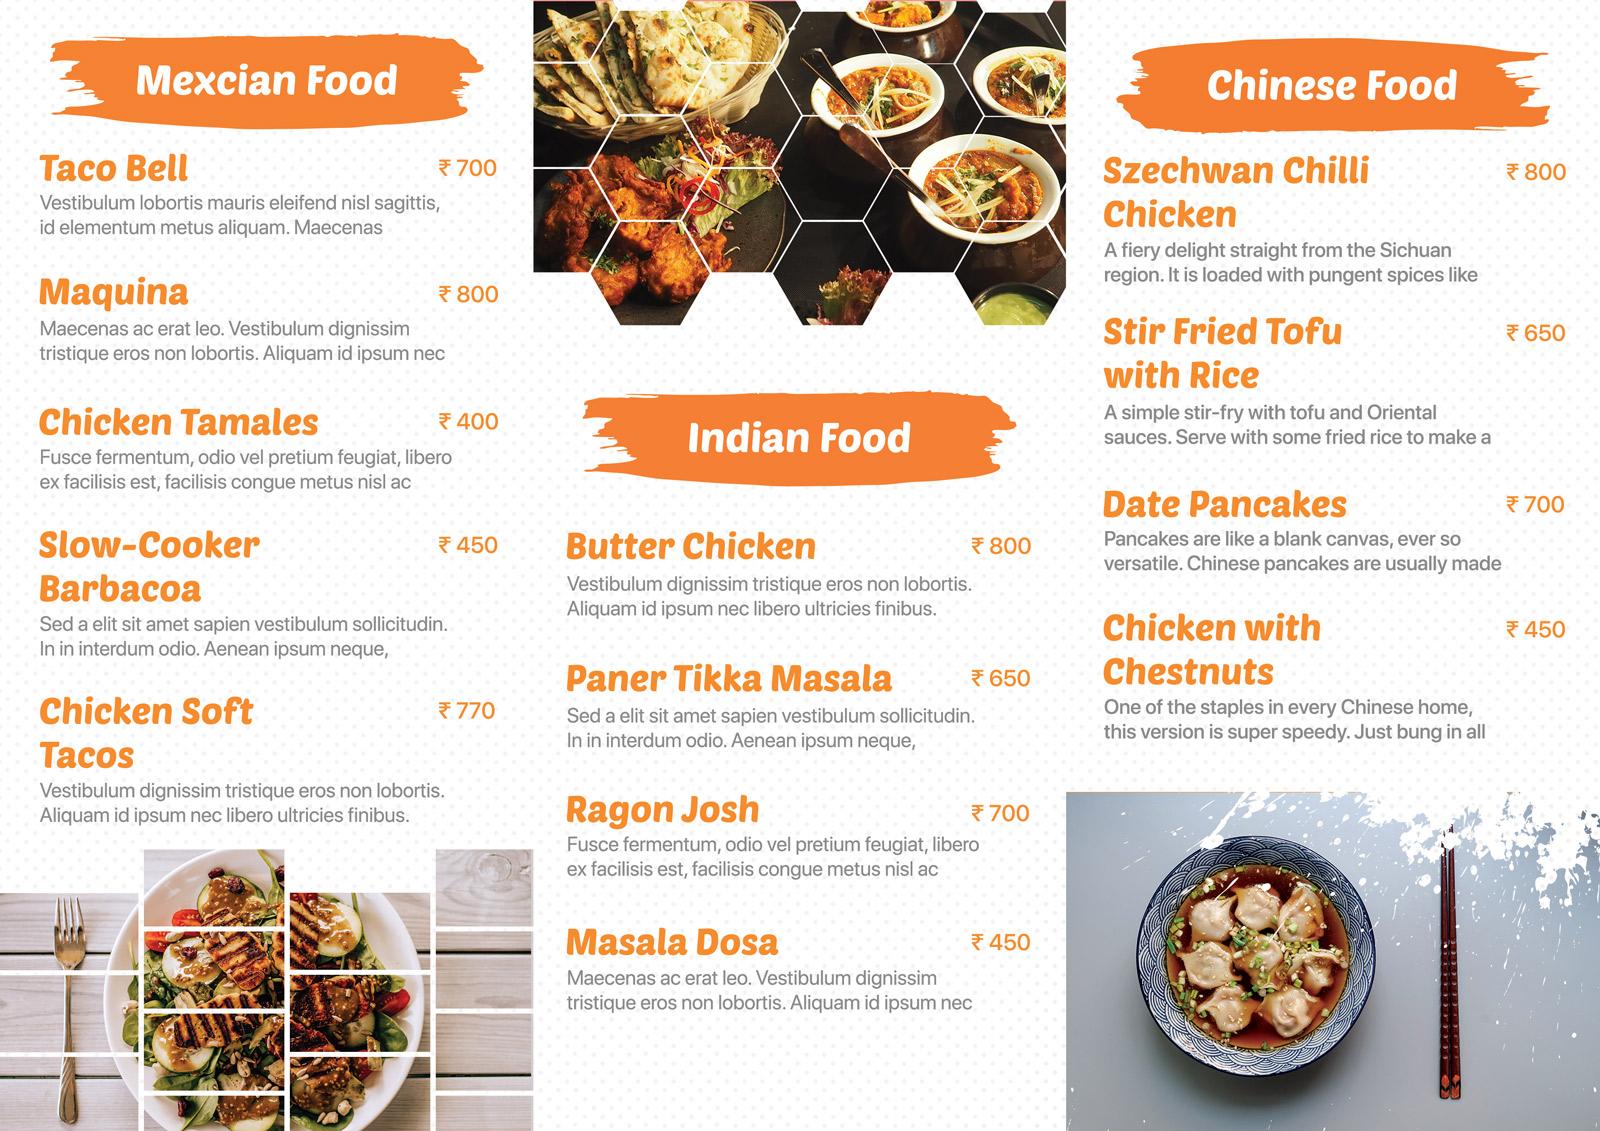 Mexcian Food
Taco Bell ₹ 700
Vestibulum lobortis mauris eleifend nisl sagittis,
id elementum metus aliquam. Maecenas
Maquina ₹ 800
Maecenas ac erat leo. Vestibulum dignissim
tristique eros non lobortis. Aliquam id ipsum nec
Chicken Tamales ₹ 400
Fusce fermentum, odio vel pretium feugiat, libero
ex facilisis est, facilisis congue metus nisl ac
Slow-Cooker ₹ 450
Barbacoa
Sed a elit sit amet sapien vestibulum sollicitudin.
In in interdum odio. Aenean ipsum neque,
Chicken Soft ₹ 770
Tacos
Vestibulum dignissim tristique eros non lobortis.
Aliquam id ipsum nec libero ultricies finibus.
Indian Food
Butter Chicken ₹ 800
Vestibulum dignissim tristique eros non lobortis.
Aliquam id ipsum nec libero ultricies finibus.
Paner Tikka Masala ₹ 650
Sed a elit sit amet sapien vestibulum sollicitudin.
In in interdum odio. Aenean ipsum neque,
Ragon Josh ₹ 700
Fusce fermentum, odio vel pretium feugiat, libero
ex facilisis est, facilisis congue metus nisl ac
Masala Dosa ₹ 450
Maecenas ac erat leo. Vestibulum dignissim
tristique eros non lobortis. Aliquam id ipsum nec
Chinese Food
Szechwan Chilli ₹ 800
Chicken
A fiery delight straight from the Sichuan
region. It is loaded with pungent spices like
Stir Fried Tofu ₹ 650
with Rice
A simple stir-fry with tofu and Oriental
sauces. Serve with some fried rice to make a
Date Pancakes ₹ 700
Pancakes are like a blank canvas, ever so
versatile. Chinese pancakes are usually made
Chicken with ₹ 450
Chestnuts
One of the staples in every Chinese home,
this version is super speedy. Just bung in all